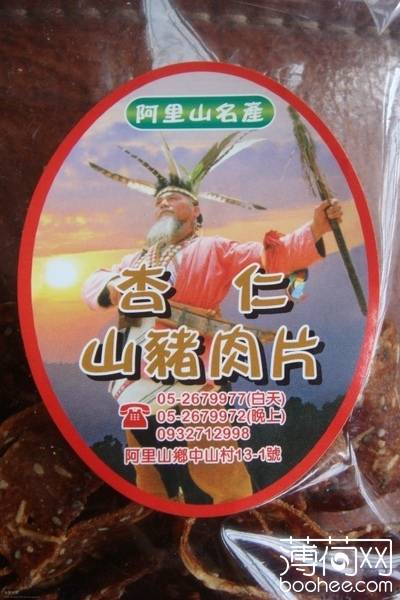 阿里山名產
杏仁
山豬肉片
05-2679977(白天)
05-2679972(晚上)
0932712998
阿里山鄉中山村13-1號
薄荷网
boohee.com